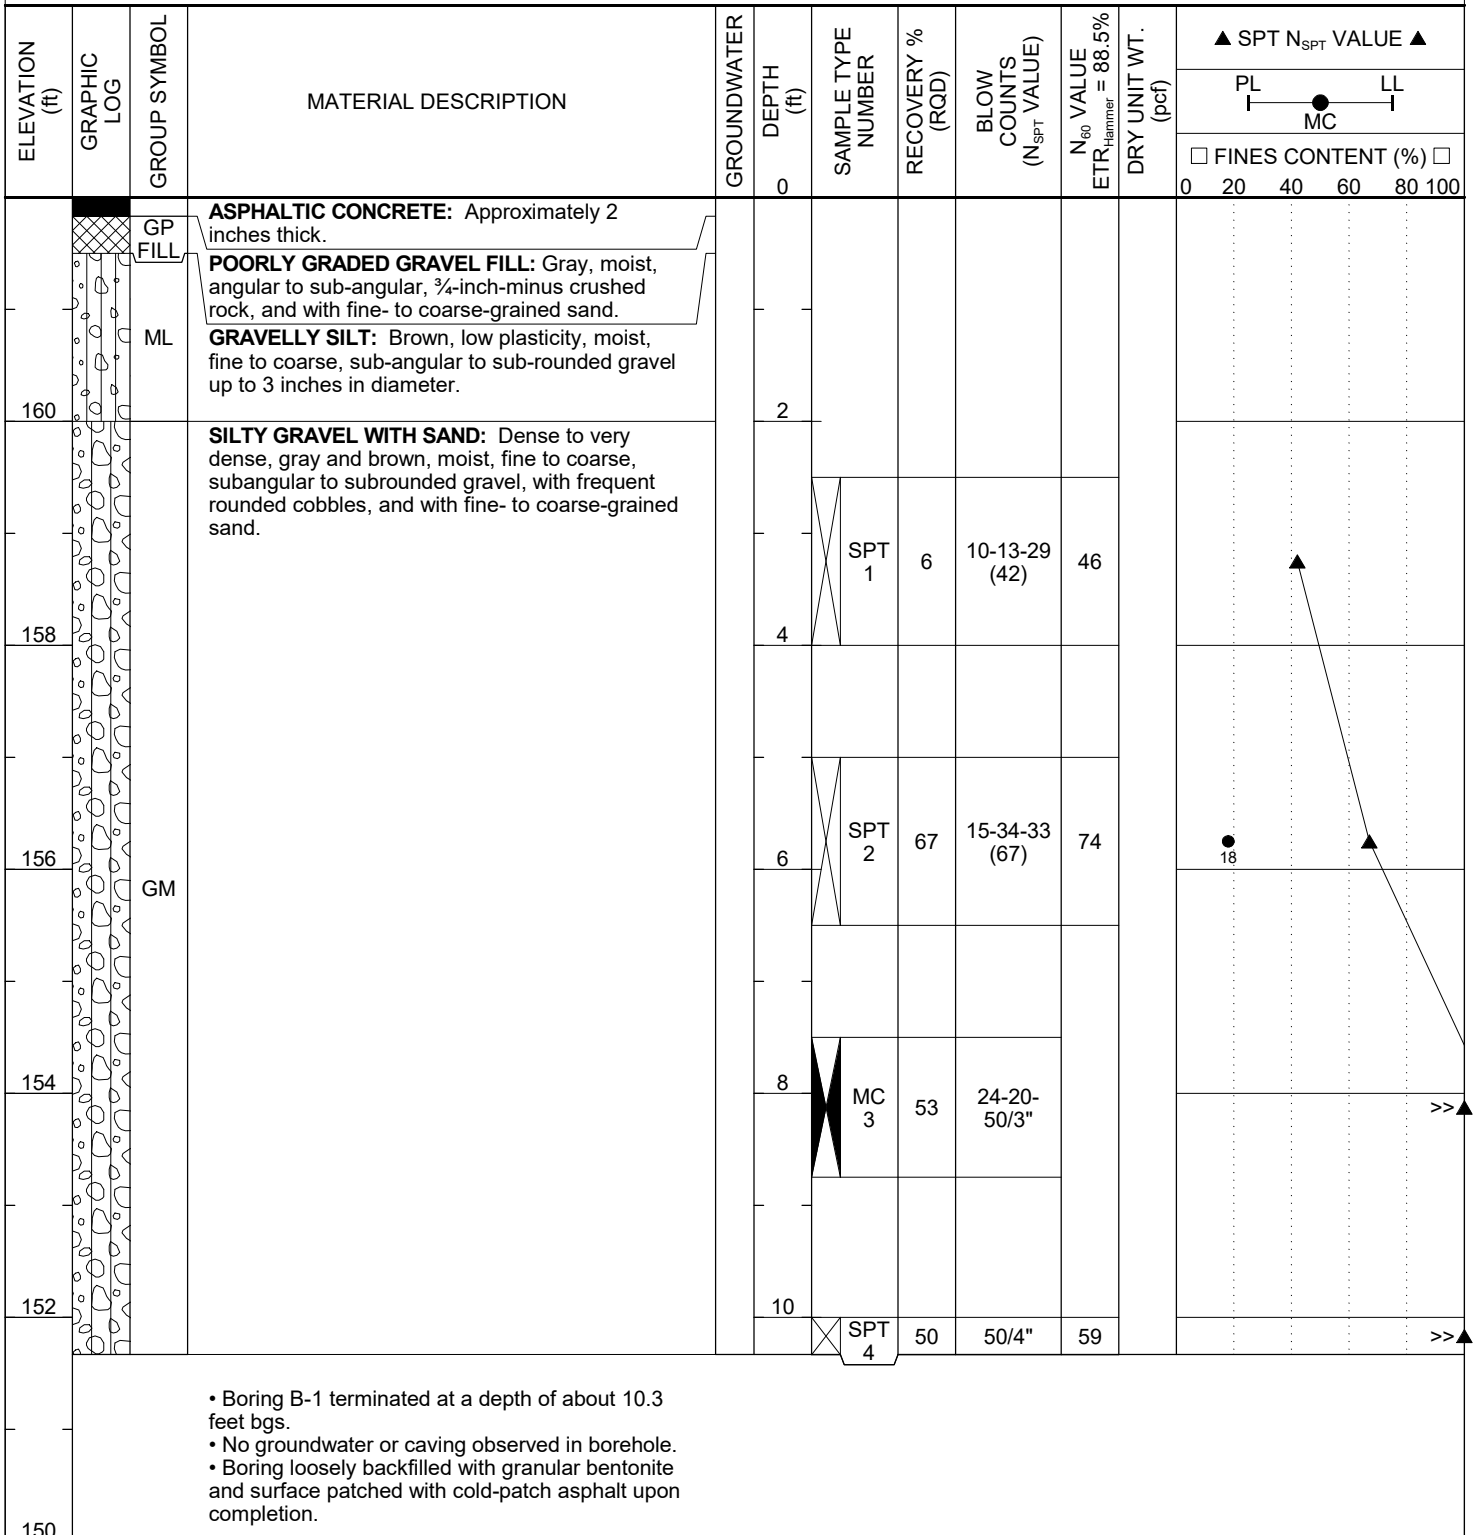 ELEVATION
(ft)
GRAPHIC
LOG
GROUP SYMBOL
MATERIAL DESCRIPTION
GROUNDWATER
DEPTH
(ft)
0
SAMPLE TYPE
NUMBER
RECOVERY %
(RQD)
BLOW
COUNTS
(NSPT VALUE)
N60 VALUE
ETRHammer = 88.5%
DRY UNIT WT.
(pcf)
▲ SPT NSPT VALUE ▲
PL LL
MC
□ FINES CONTENT (%) □
0 20 40 60 80 100
GP
FILL
ASPHALTIC CONCRETE: Approximately 2
inches thick.
POORLY GRADED GRAVEL FILL: Gray, moist,
angular to sub-angular, ¾-inch-minus crushed
rock, and with fine- to coarse-grained sand.
ML
GRAVELLY SILT: Brown, low plasticity, moist,
fine to coarse, sub-angular to sub-rounded gravel
up to 3 inches in diameter.
160
2
SILTY GRAVEL WITH SAND: Dense to very
dense, gray and brown, moist, fine to coarse,
subangular to subrounded gravel, with frequent
rounded cobbles, and with fine- to coarse-grained
sand.
SPT
1
6
10-13-29
(42)
46
158
4
SPT
2
67
15-34-33
(67)
74
18
156
6
GM
154
8
MC
3
53
24-20-
50/3"
>>▲
152
10
SPT
4
50
50/4"
59
>>▲
• Boring B-1 terminated at a depth of about 10.3
feet bgs.
• No groundwater or caving observed in borehole.
• Boring loosely backfilled with granular bentonite
and surface patched with cold-patch asphalt upon
completion.
150